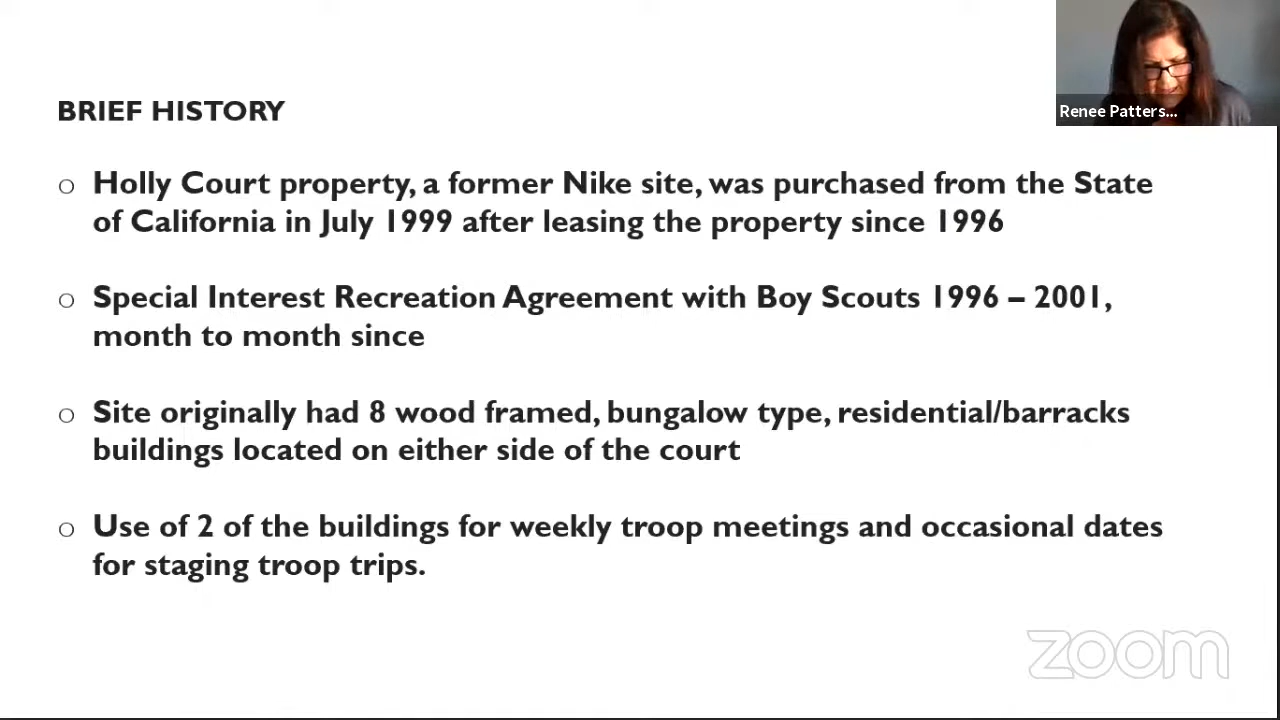 Renee Patters...
BRIEF HISTORY
o Holly Court property, a former Nike site, was purchased from the State
of California in July 1999 after leasing the property since 1996
o Special Interest Recreation Agreement with Boy Scouts 1996 – 2001,
month to month since
o Site originally had 8 wood framed, bungalow type, residential/barracks
buildings located on either side of the court
o Use of 2 of the buildings for weekly troop meetings and occasional dates
for staging troop trips.
zoom